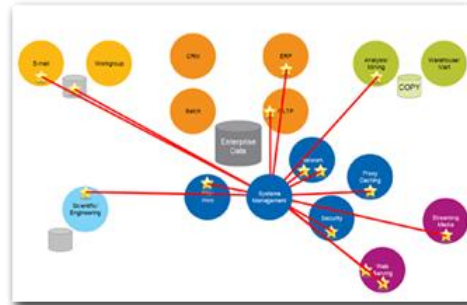 E-mail
Workgroup
CRM
ERP
Analysis/
Mining
Warehouse/
Mart
COPY
Batch
OLTP
Enterprise
Data
Network
Proxy
Caching
Scientific/
Engineering
Systems
Management
Security
Streaming
Media
Web
Serving